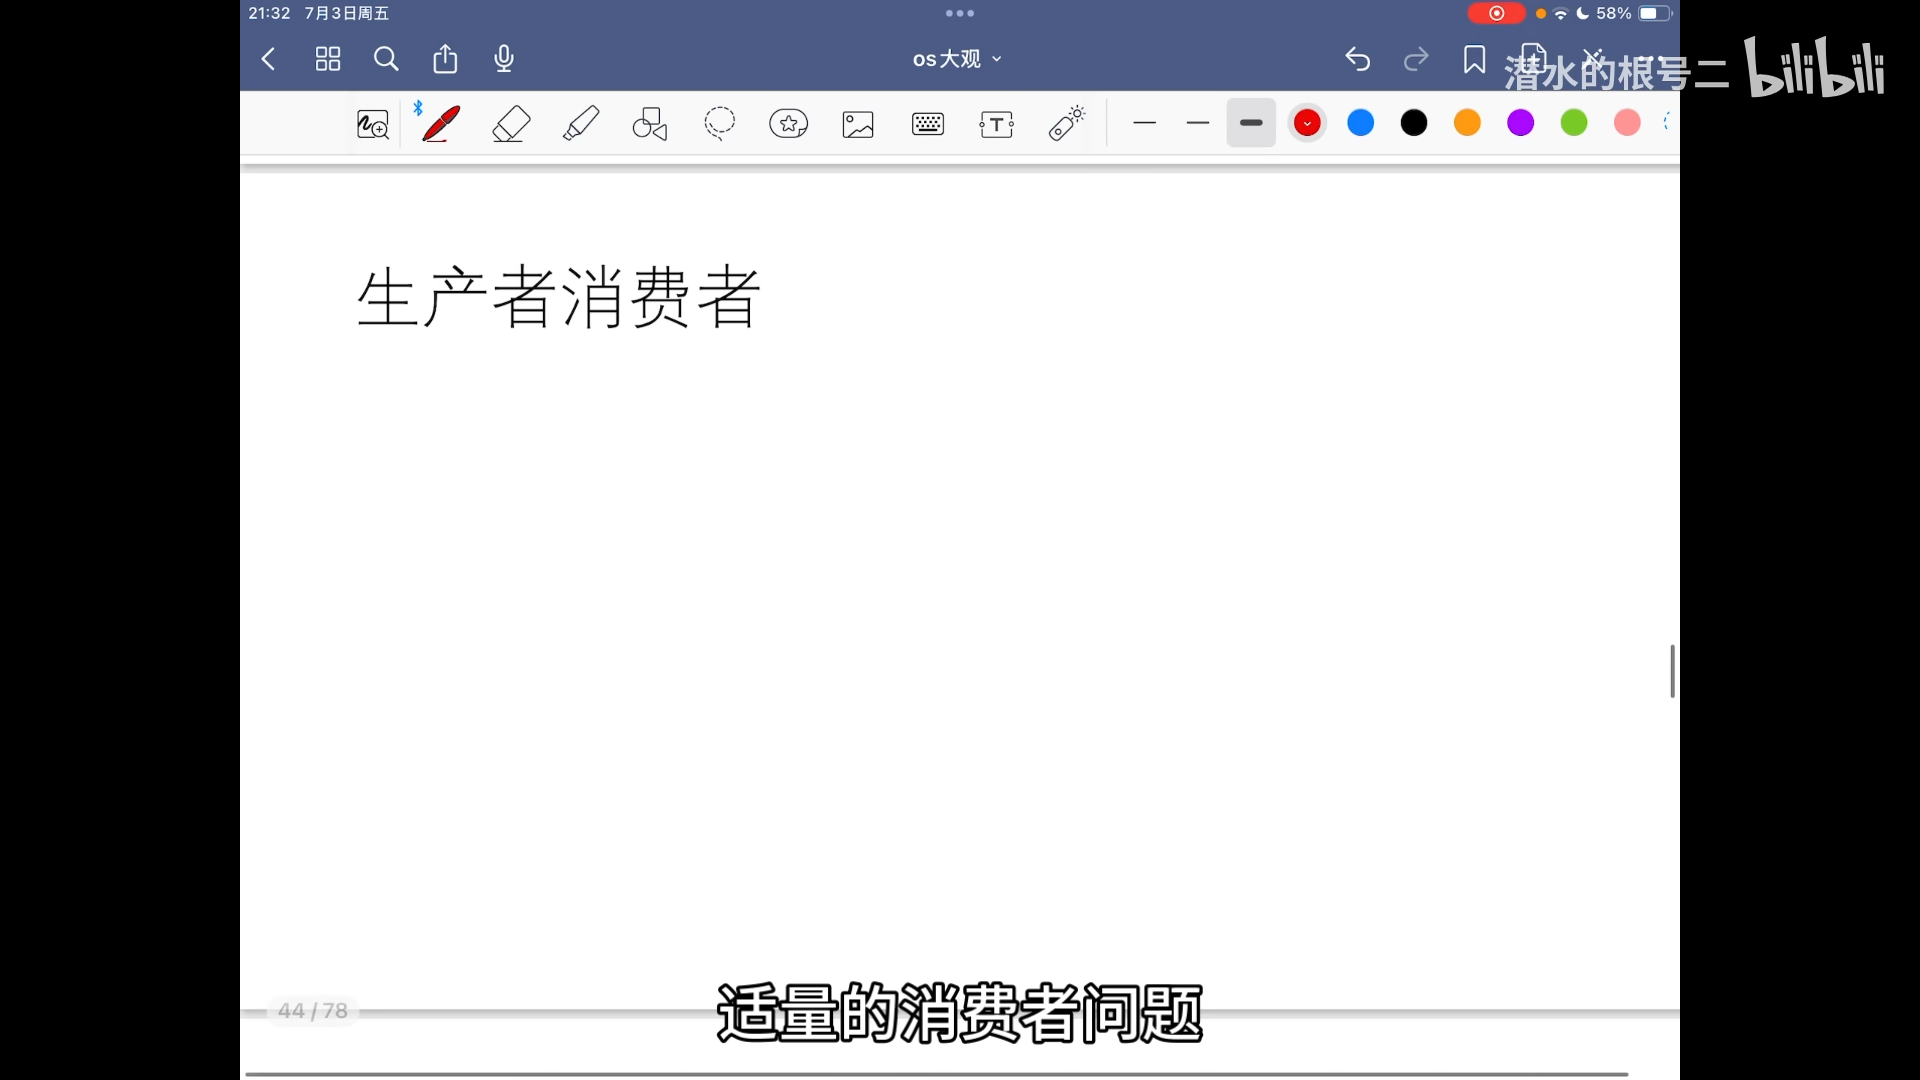 21:32 7月3日周五
58%
os大观
潜水的根号二 bilibili
T
生产者消费者
44 / 78
适量的消费者问题